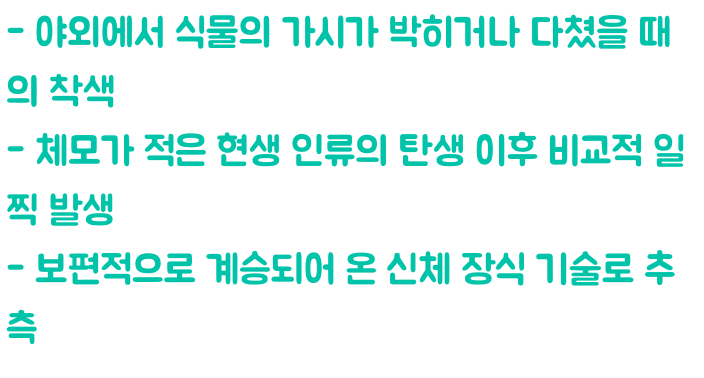 - 야외에서 식물의 가시가 박히거나 다쳤을 때
의 착색
- 체모가 적은 현생 인류의 탄생 이후 비교적 일
찍 발생
- 보편적으로 계승되어 온 신체 장식 기술로 추
측